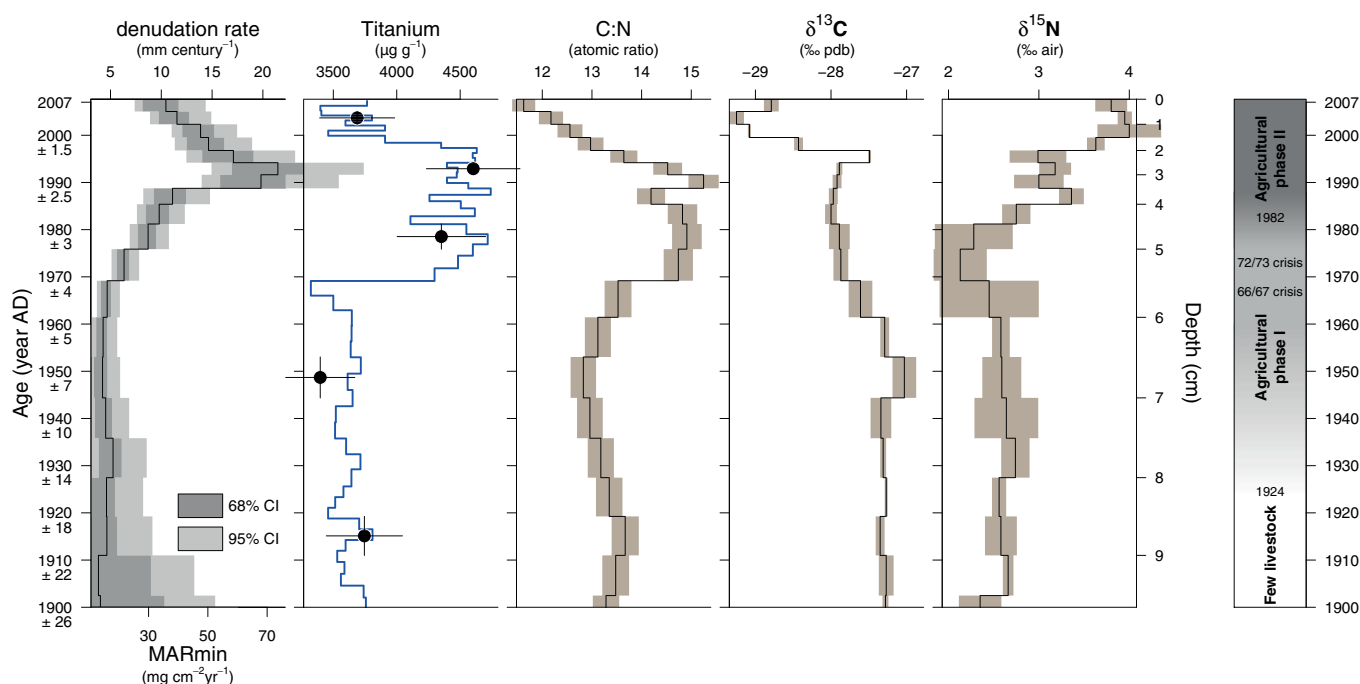 denudation rate
(mm century⁻¹)
5 10 15 20
Titanium
(µg g⁻¹)
3500 4000 4500
C:N
(atomic ratio)
12 13 14 15
δ¹³C
(‰ pdb)
−29 −28 −27
δ¹⁵N
(‰ air)
2 3 4
Age (year AD)
2007
2000
± 1.5
1990
± 2.5
1980
± 3
1970
± 4
1960
± 5
1950
± 7
1940
± 10
1930
± 14
1920
± 18
1910
± 22
1900
± 26
68% CI
95% CI
30 50 70
MARmin
(mg cm⁻²yr⁻¹)
0
1
2
3
4
5
6
7
8
9
Depth (cm)
Agricultural
phase II
1982
72/73 crisis
66/67 crisis
Agricultural
phase I
1924
Few livestock
2007
2000
1990
1980
1970
1960
1950
1940
1930
1920
1910
1900